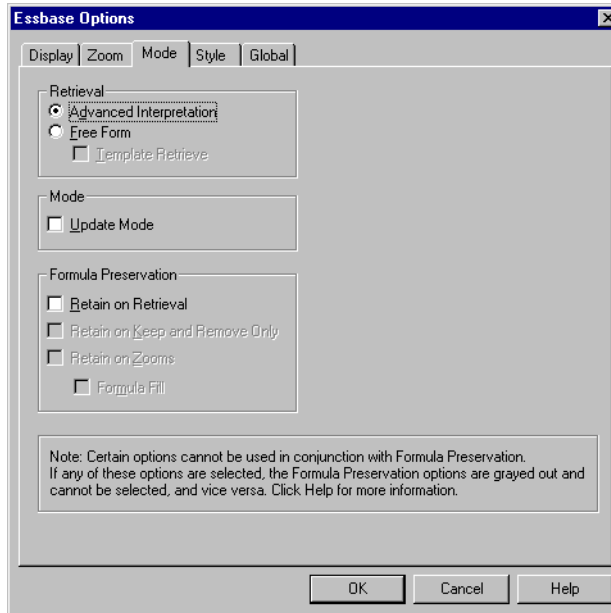 Essbase Options
Display Zoom Mode Style Global
Retrieval
Advanced Interpretation
Free Form
Template Retrieve
Mode
Update Mode
Formula Preservation
Retain on Retrieval
Retain on Keep and Remove Only
Retain on Zooms
Formula Fill
Note: Certain options cannot be used in conjunction with Formula Preservation.
If any of these options are selected, the Formula Preservation options are grayed out and
cannot be selected, and vice versa. Click Help for more information.
OK Cancel Help